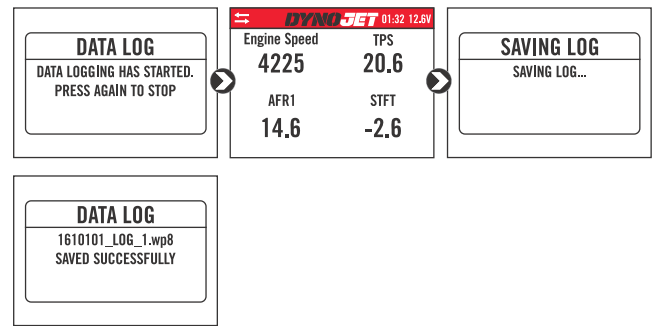 DATA LOG
DATA LOGGING HAS STARTED.
PRESS AGAIN TO STOP
DYNOJET 01:32 12.6V
Engine Speed TPS
4225 20.6
AFR1 STFT
14.6 -2.6
SAVING LOG
SAVING LOG...
DATA LOG
1610101_LOG_1.wp8
SAVED SUCCESSFULLY